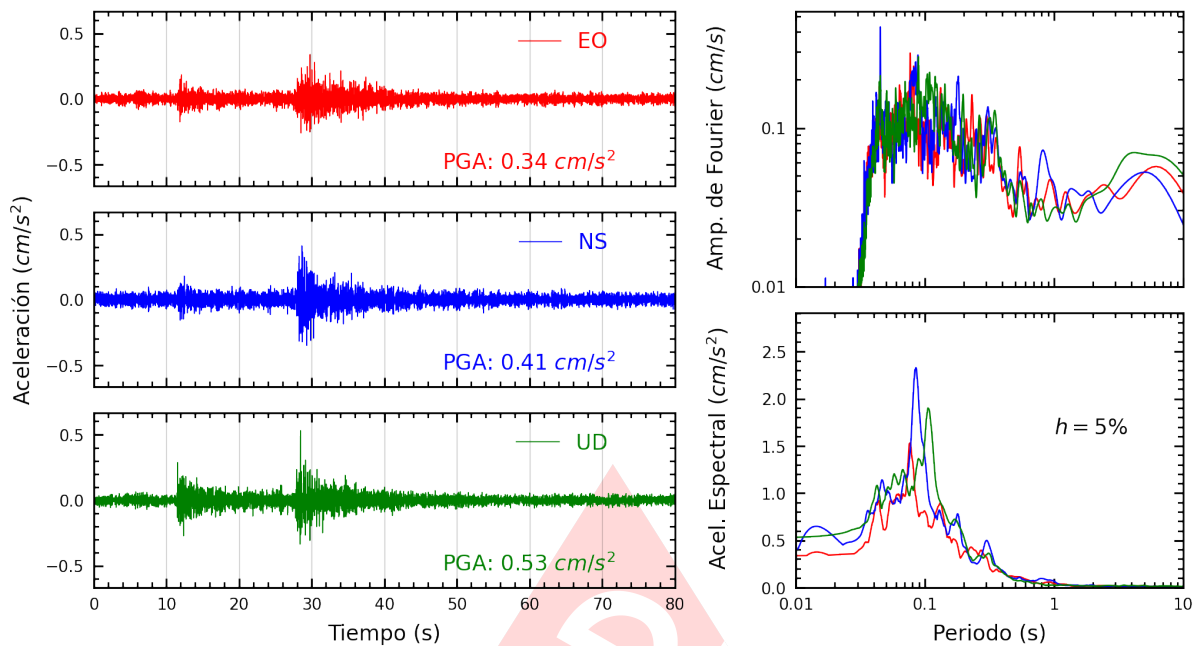 Aceleración (cm/s²)
0.5
0.0
−0.5
EO
PGA: 0.34 cm/s²
0.5
0.0
−0.5
NS
PGA: 0.41 cm/s²
0.5
0.0
−0.5
UD
PGA: 0.53 cm/s²
0 10 20 30 40 50 60 70 80
Tiempo (s)
Amp. de Fourier (cm/s)
0.1
0.01
Acel. Espectral (cm/s²)
2.5
2.0
1.5
1.0
0.5
0.0
h = 5%
0.01 0.1 1 10
Periodo (s)